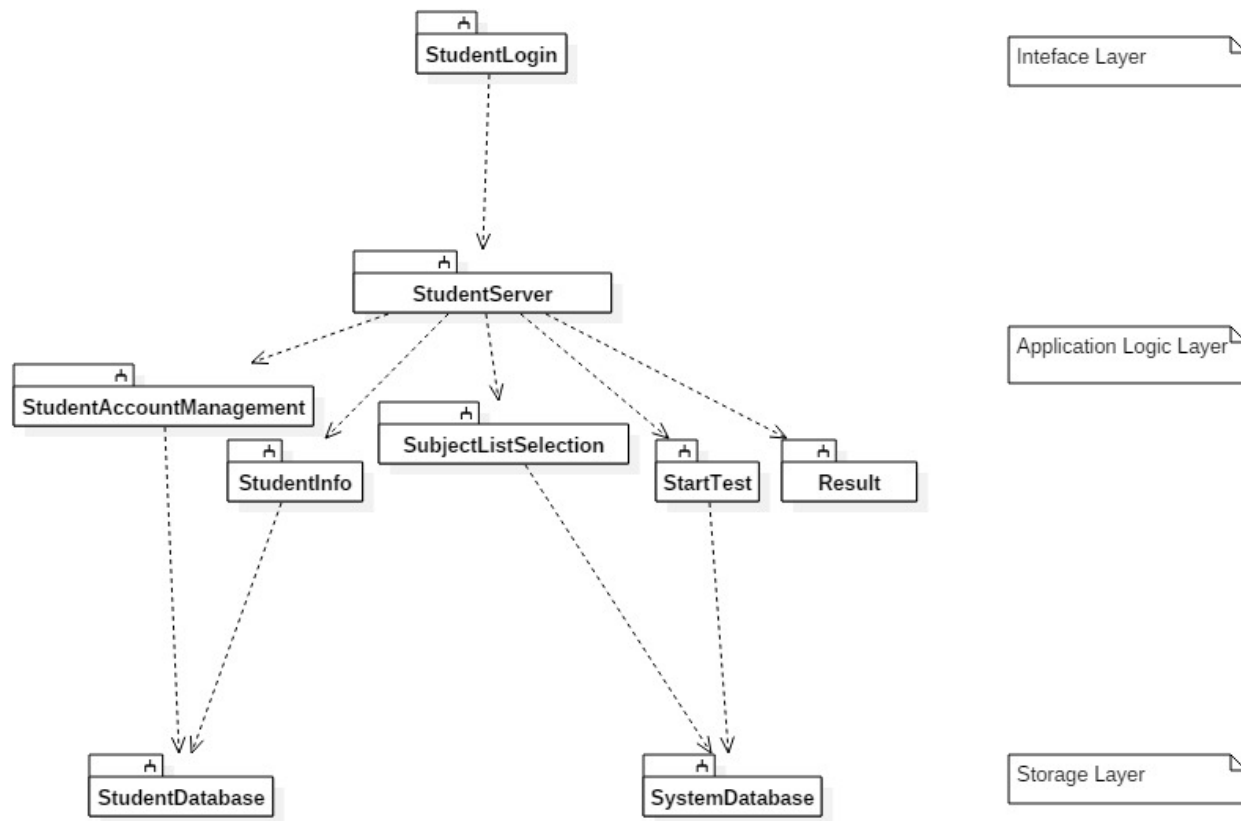 StudentLogin
Inteface Layer
StudentServer
Application Logic Layer
StudentAccountManagement
SubjectListSelection
StudentInfo
StartTest
Result
StudentDatabase
SystemDatabase
Storage Layer